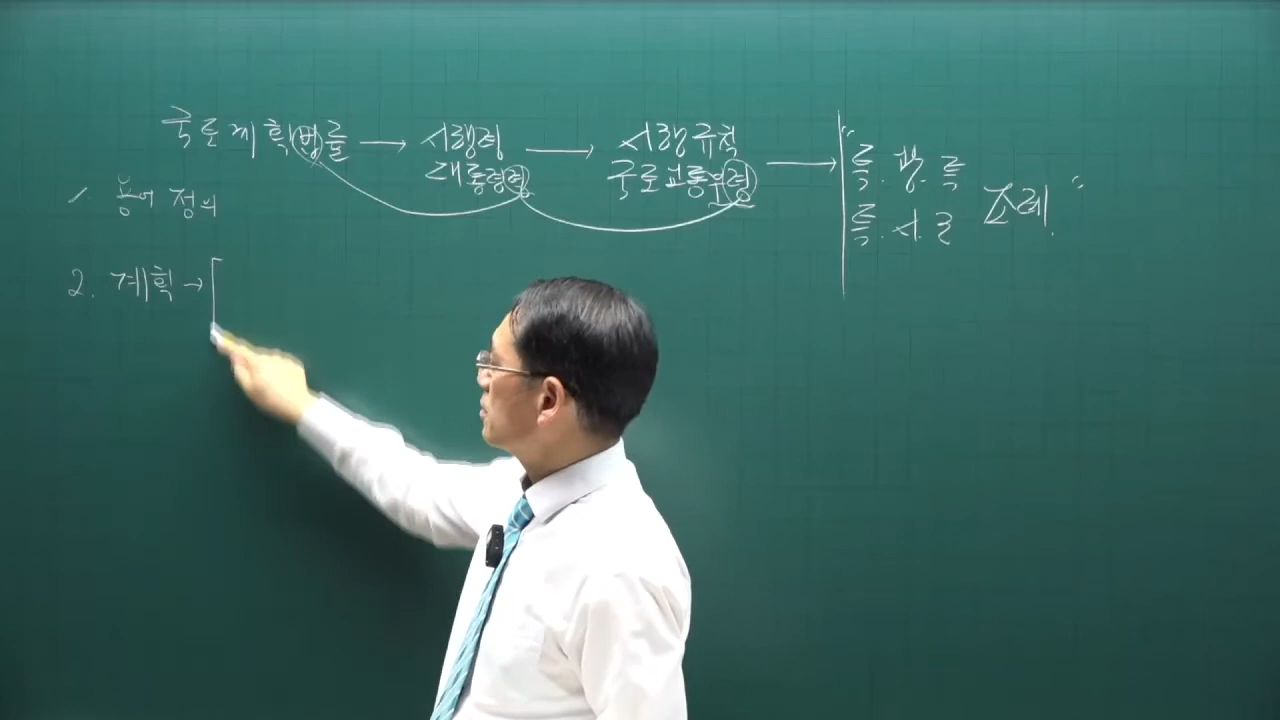 국토계획법률 → 시행령 → 시행규칙 →
대통령령 국토교통부령
" 특.광.특
특.시.군 조례. "
1 용어 정의
2. 계획 → [